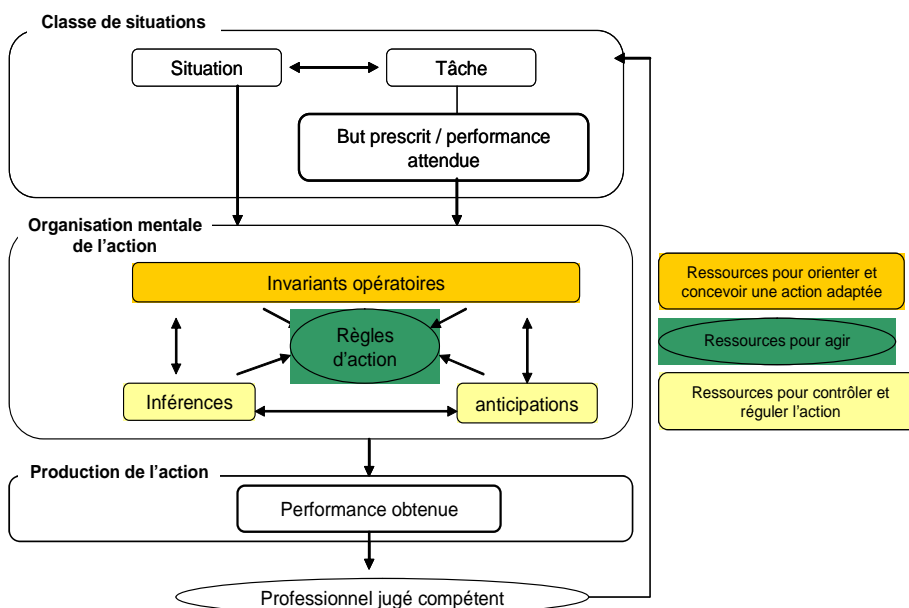 Classe de situations
Situation
Tâche
But prescrit / performance
attendue
Organisation mentale
de l'action
Invariants opératoires
Règles
d'action
Inférences
anticipations
Ressources pour orienter et
concevoir une action adaptée
Ressources pour agir
Ressources pour contrôler et
réguler l'action
Production de l'action
Performance obtenue
Professionnel jugé compétent